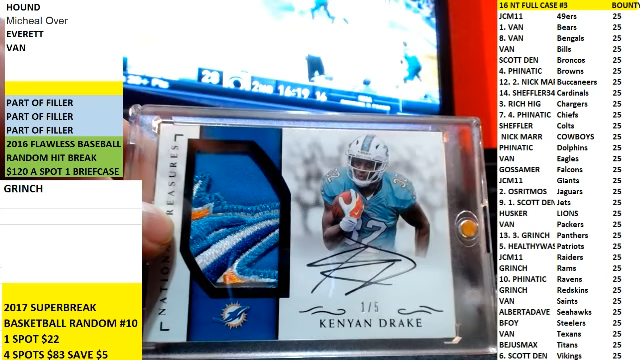 HOUND
Micheal Over
EVERETT
VAN
PART OF FILLER
PART OF FILLER
PART OF FILLER
2016 FLAWLESS BASEBALL
RANDOM HIT BREAK
$120 A SPOT 1 BRIEFCASE
GRINCH
2017 SUPERBREAK
BASKETBALL RANDOM #10
1 SPOT $22
4 SPOTS $83 SAVE $5
2nd 16:19 16
NATIONAL TREASURES
32
1/5
KENYAN DRAKE
16 NT FULL CASE #3 BOUNTY
JCM11 49ers 25
1. VAN Bears 25
8. VAN Bengals 25
VAN Bills 25
SCOTT DEN Broncos 25
4. PHINATIC Browns 25
12. 2. NICK MAI Buccaneers 25
14. SHEFFLER34 Cardinals 25
3. RICH HIG Chargers 25
7. 4. PHINATIC Chiefs 25
SHEFFLER Colts 25
NICK MARR COWBOYS 25
PHINATIC Dolphins 25
VAN Eagles 25
GOSSAMER Falcons 25
JCM11 Giants 25
2. OSRITMOS Jaguars 25
9. 1. SCOTT DEN Jets 25
HUSKER LIONS 25
VAN Packers 25
13. 3. GRINCH Panthers 25
5. HEALTHYWAS Patriots 25
JCM11 Raiders 25
GRINCH Rams 25
10. PHINATIC Ravens 25
GRINCH Redskins 25
VAN Saints 25
ALBERTADAVE Seahawks 25
BFOY Steelers 25
VAN Texans 25
BEJUSMAX Titans 25
6. SCOTT DEN Vikings 25